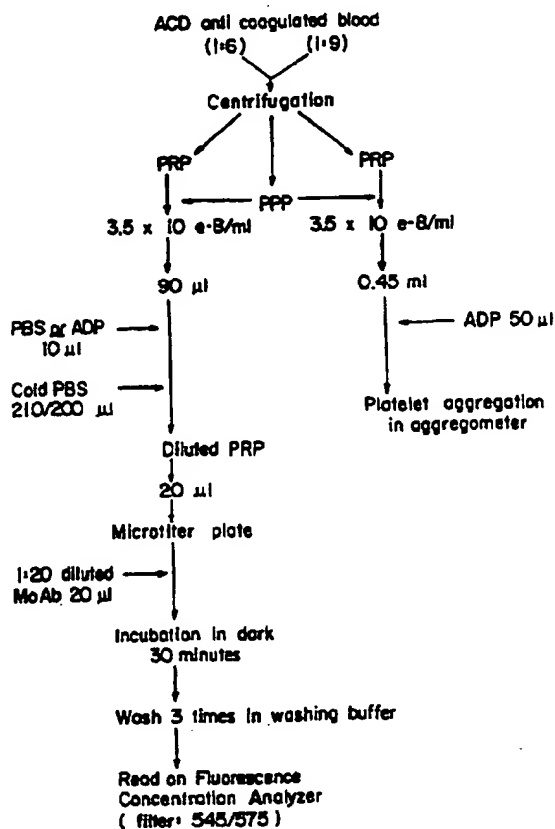 ACD anti coagulated blood
(1:6) (1:9)
Centrifugation
PRP PRP
PPP
3.5 x 10 e-8/ml 3.5 x 10 e-8/ml
90 µl 0.45 ml
PBS or ADP
10 µl
ADP 50 µl
Cold PBS
210/200 µl
Platelet aggregation
in aggregometer
Diluted PRP
20 µl
Microtiter plate
1:20 diluted
MoAb 20 µl
Incubation in dark
30 minutes
Wash 3 times in washing buffer
Read on Fluorescence
Concentration Analyzer
( filter: 545/575 )